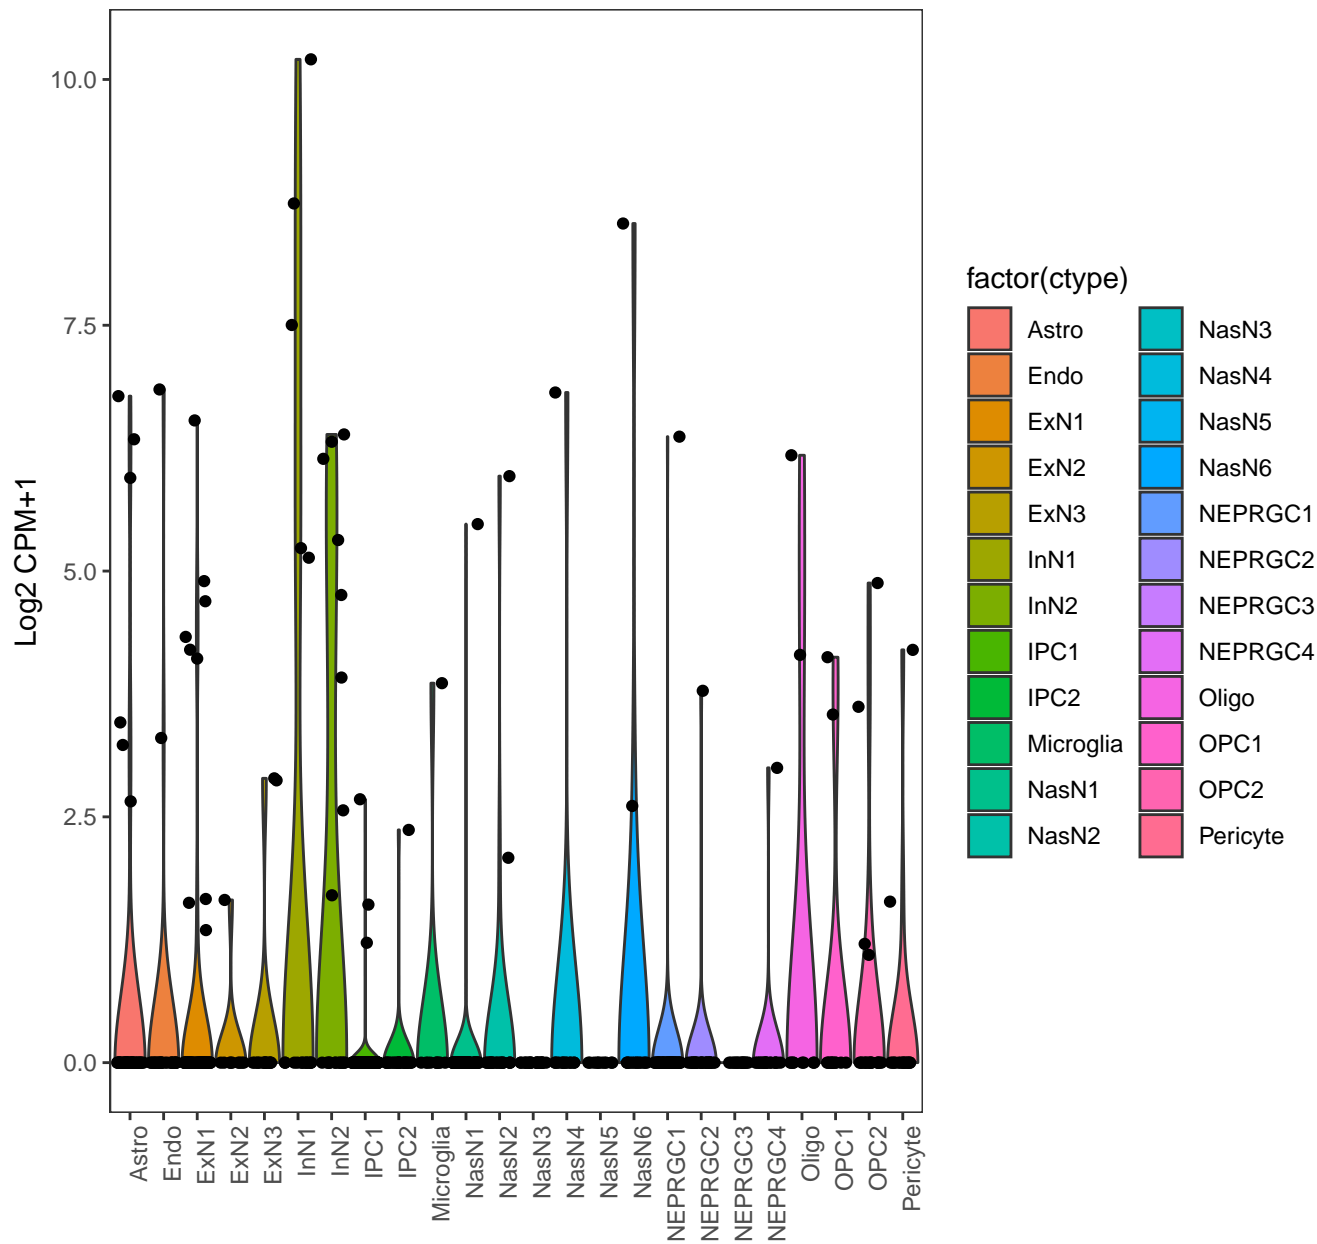 Log2 CPM+1
10.0
7.5
5.0
2.5
0.0
Astro
Endo
ExN1
ExN2
ExN3
InN1
InN2
IPC1
IPC2
Microglia
NasN1
NasN2
NasN3
NasN4
NasN5
NasN6
NEPRGC1
NEPRGC2
NEPRGC3
NEPRGC4
Oligo
OPC1
OPC2
Pericyte
factor(ctype)
Astro
Endo
ExN1
ExN2
ExN3
InN1
InN2
IPC1
IPC2
Microglia
NasN1
NasN2
NasN3
NasN4
NasN5
NasN6
NEPRGC1
NEPRGC2
NEPRGC3
NEPRGC4
Oligo
OPC1
OPC2
Pericyte